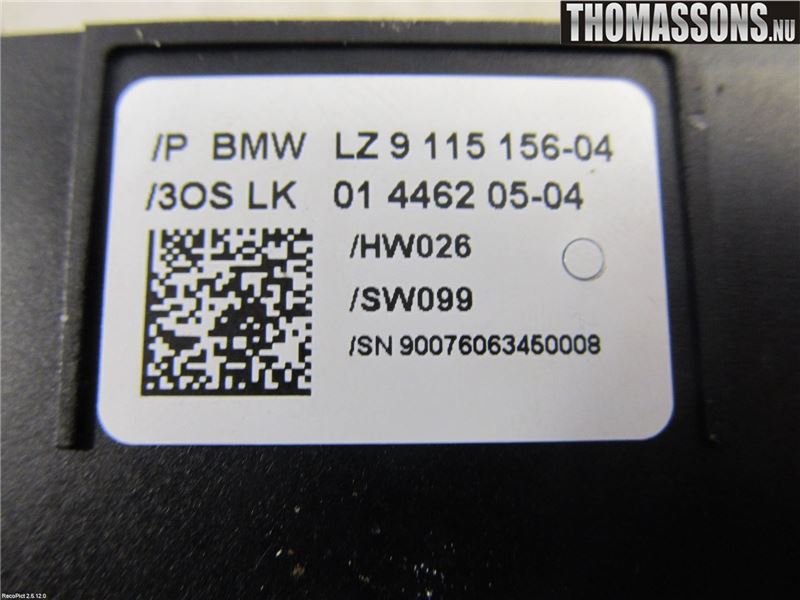 THOMASSONS.NU
/P BMW LZ 9 115 156-04
/3OS LK 01 4462 05-04
/HW026
/SW099
/SN 90076063450008
RecoPict 2.5.12.0